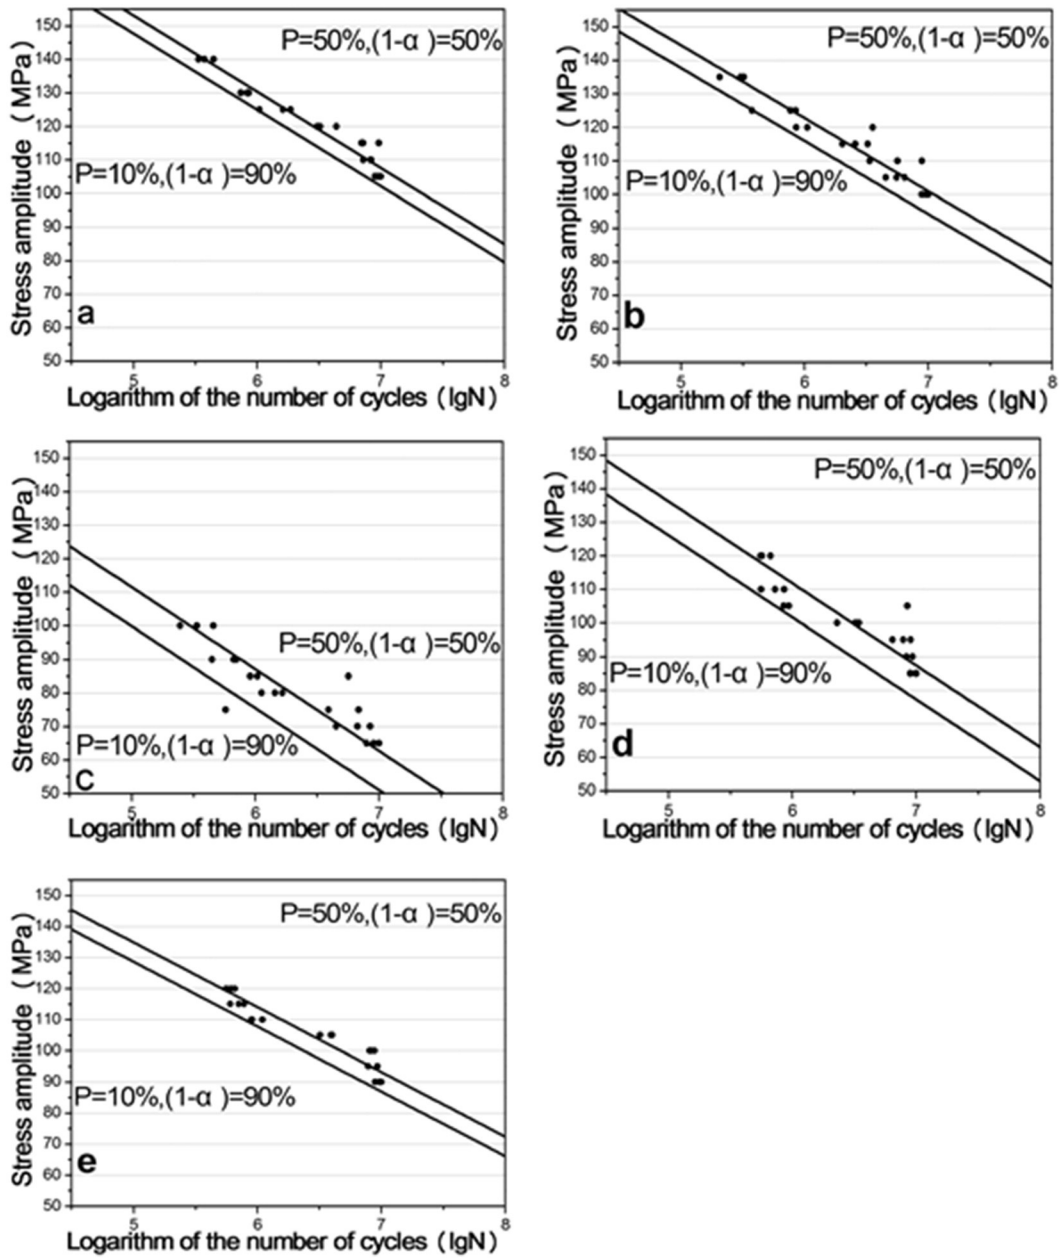 150
140
130
120
110
100
90
80
70
60
50
Stress amplitude (MPa)
P=50%,(1-α )=50%
P=10%,(1-α )=90%
a
5 6 7 8
Logarithm of the number of cycles (lgN)
150
140
130
120
110
100
90
80
70
60
50
Stress amplitude (MPa)
P=50%,(1-α )=50%
P=10%,(1-α )=90%
b
5 6 7 8
Logarithm of the number of cycles (lgN)
150
140
130
120
110
100
90
80
70
60
50
Stress amplitude (MPa)
P=50%,(1-α )=50%
P=10%,(1-α )=90%
c
5 6 7 8
Logarithm of the number of cycles (lgN)
150
140
130
120
110
100
90
80
70
60
50
Stress amplitude (MPa)
P=50%,(1-α )=50%
P=10%,(1-α )=90%
d
5 6 7 8
Logarithm of the number of cycles (lgN)
150
140
130
120
110
100
90
80
70
60
50
Stress amplitude (MPa)
P=50%,(1-α )=50%
P=10%,(1-α )=90%
e
5 6 7 8
Logarithm of the number of cycles (lgN)